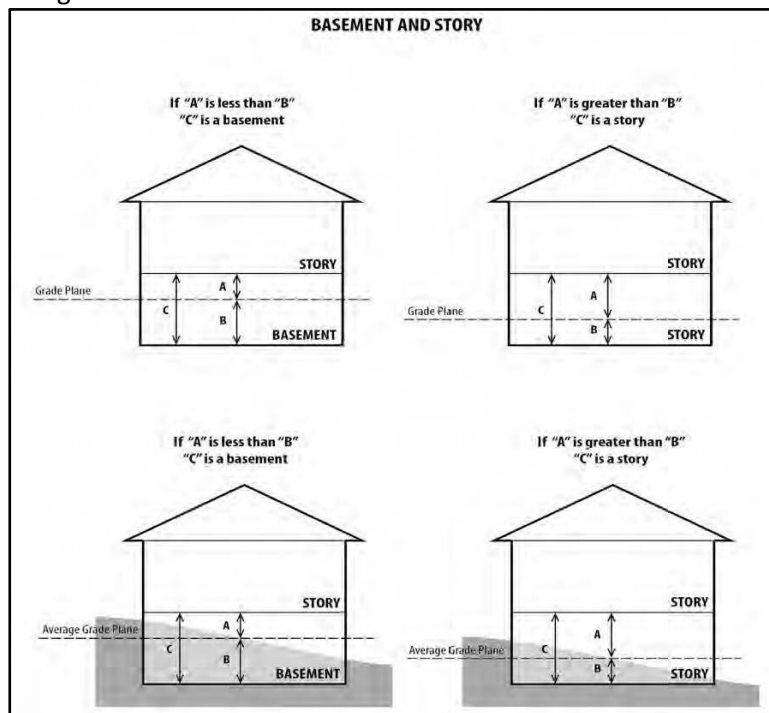 BASEMENT AND STORY
If "A" is less than "B"
"C" is a basement
STORY
Grade Plane
A
C
B
BASEMENT
If "A" is greater than "B"
"C" is a story
STORY
A
Grade Plane
C
B
STORY
If "A" is less than "B"
"C" is a basement
STORY
Average Grade Plane
A
C
B
BASEMENT
If "A" is greater than "B"
"C" is a story
STORY
A
Average Grade Plane
C
B
STORY